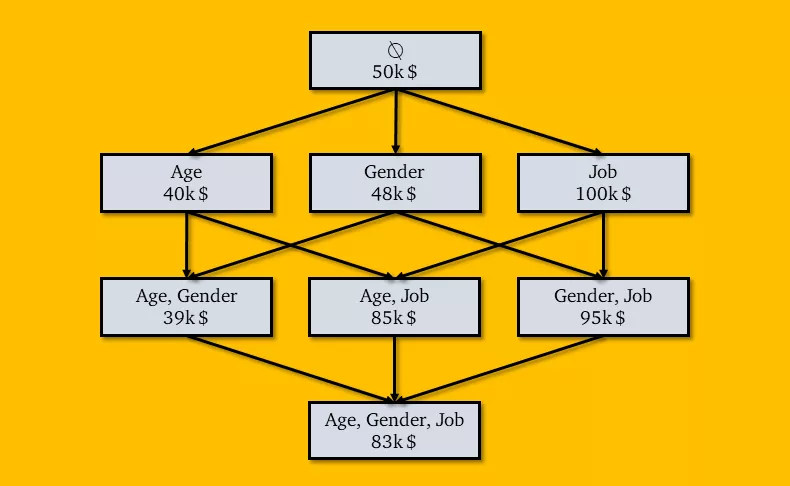 ∅
50k $
Age
40k $
Gender
48k $
Job
100k $
Age, Gender
39k $
Age, Job
85k $
Gender, Job
95k $
Age, Gender, Job
83k $